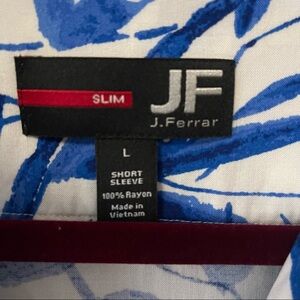 SLIM
JF
J.Ferrar
L
SHORT
SLEEVE
100% Rayon
Made in
Vietnam